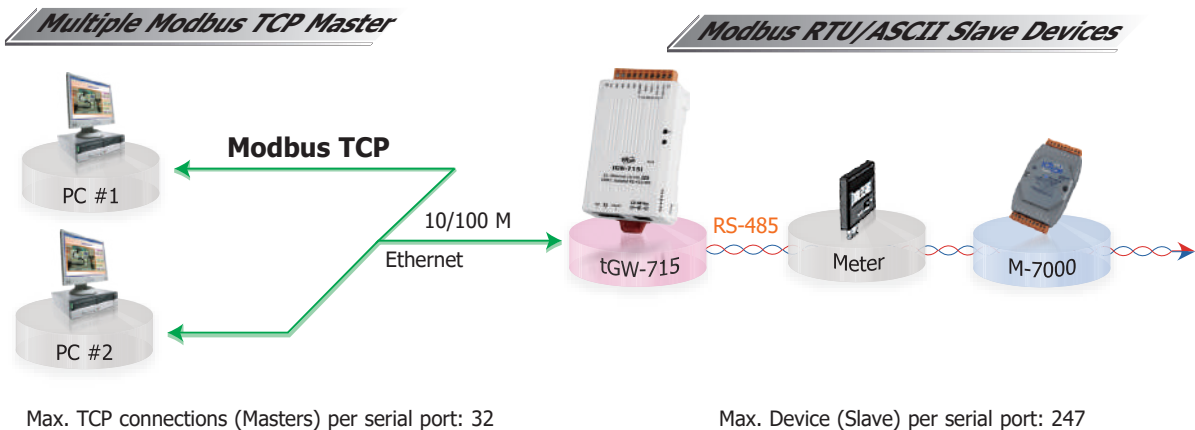 Multiple Modbus TCP Master
Modbus RTU/ASCII Slave Devices
Modbus TCP
PC #1
10/100 M
Ethernet
tGW-715i
RS-485
tGW-715
Meter
M-7000
PC #2
Max. TCP connections (Masters) per serial port: 32
Max. Device (Slave) per serial port: 247